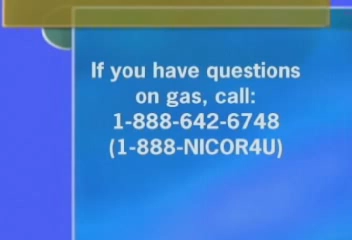 If you have questions
on gas, call:
1-888-642-6748
(1-888-NICOR4U)